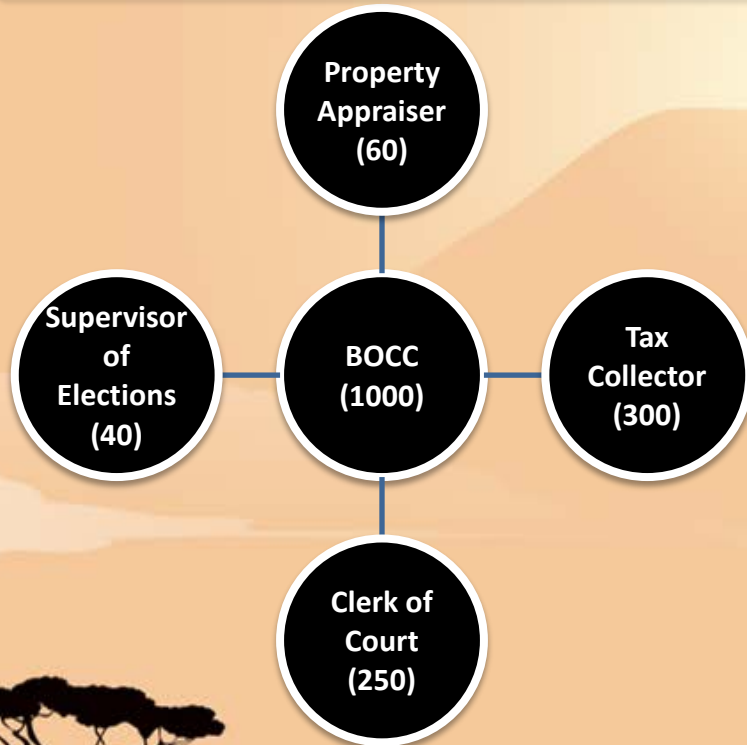 Property
Appraiser
(60)
Supervisor
of
Elections
(40)
BOCC
(1000)
Tax
Collector
(300)
Clerk of
Court
(250)